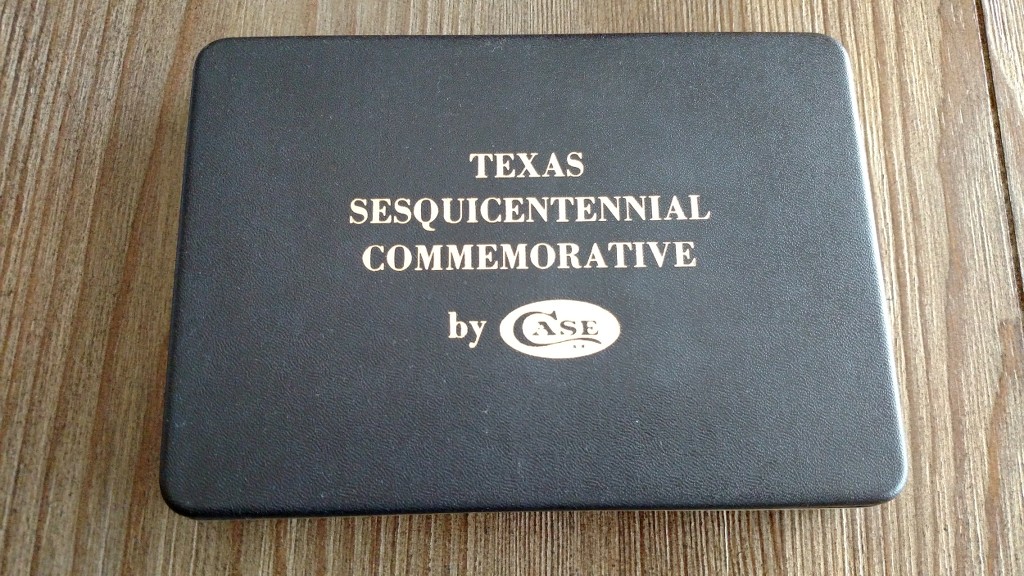 TEXAS
SESQUICENTENNIAL
COMMEMORATIVE
by CASE